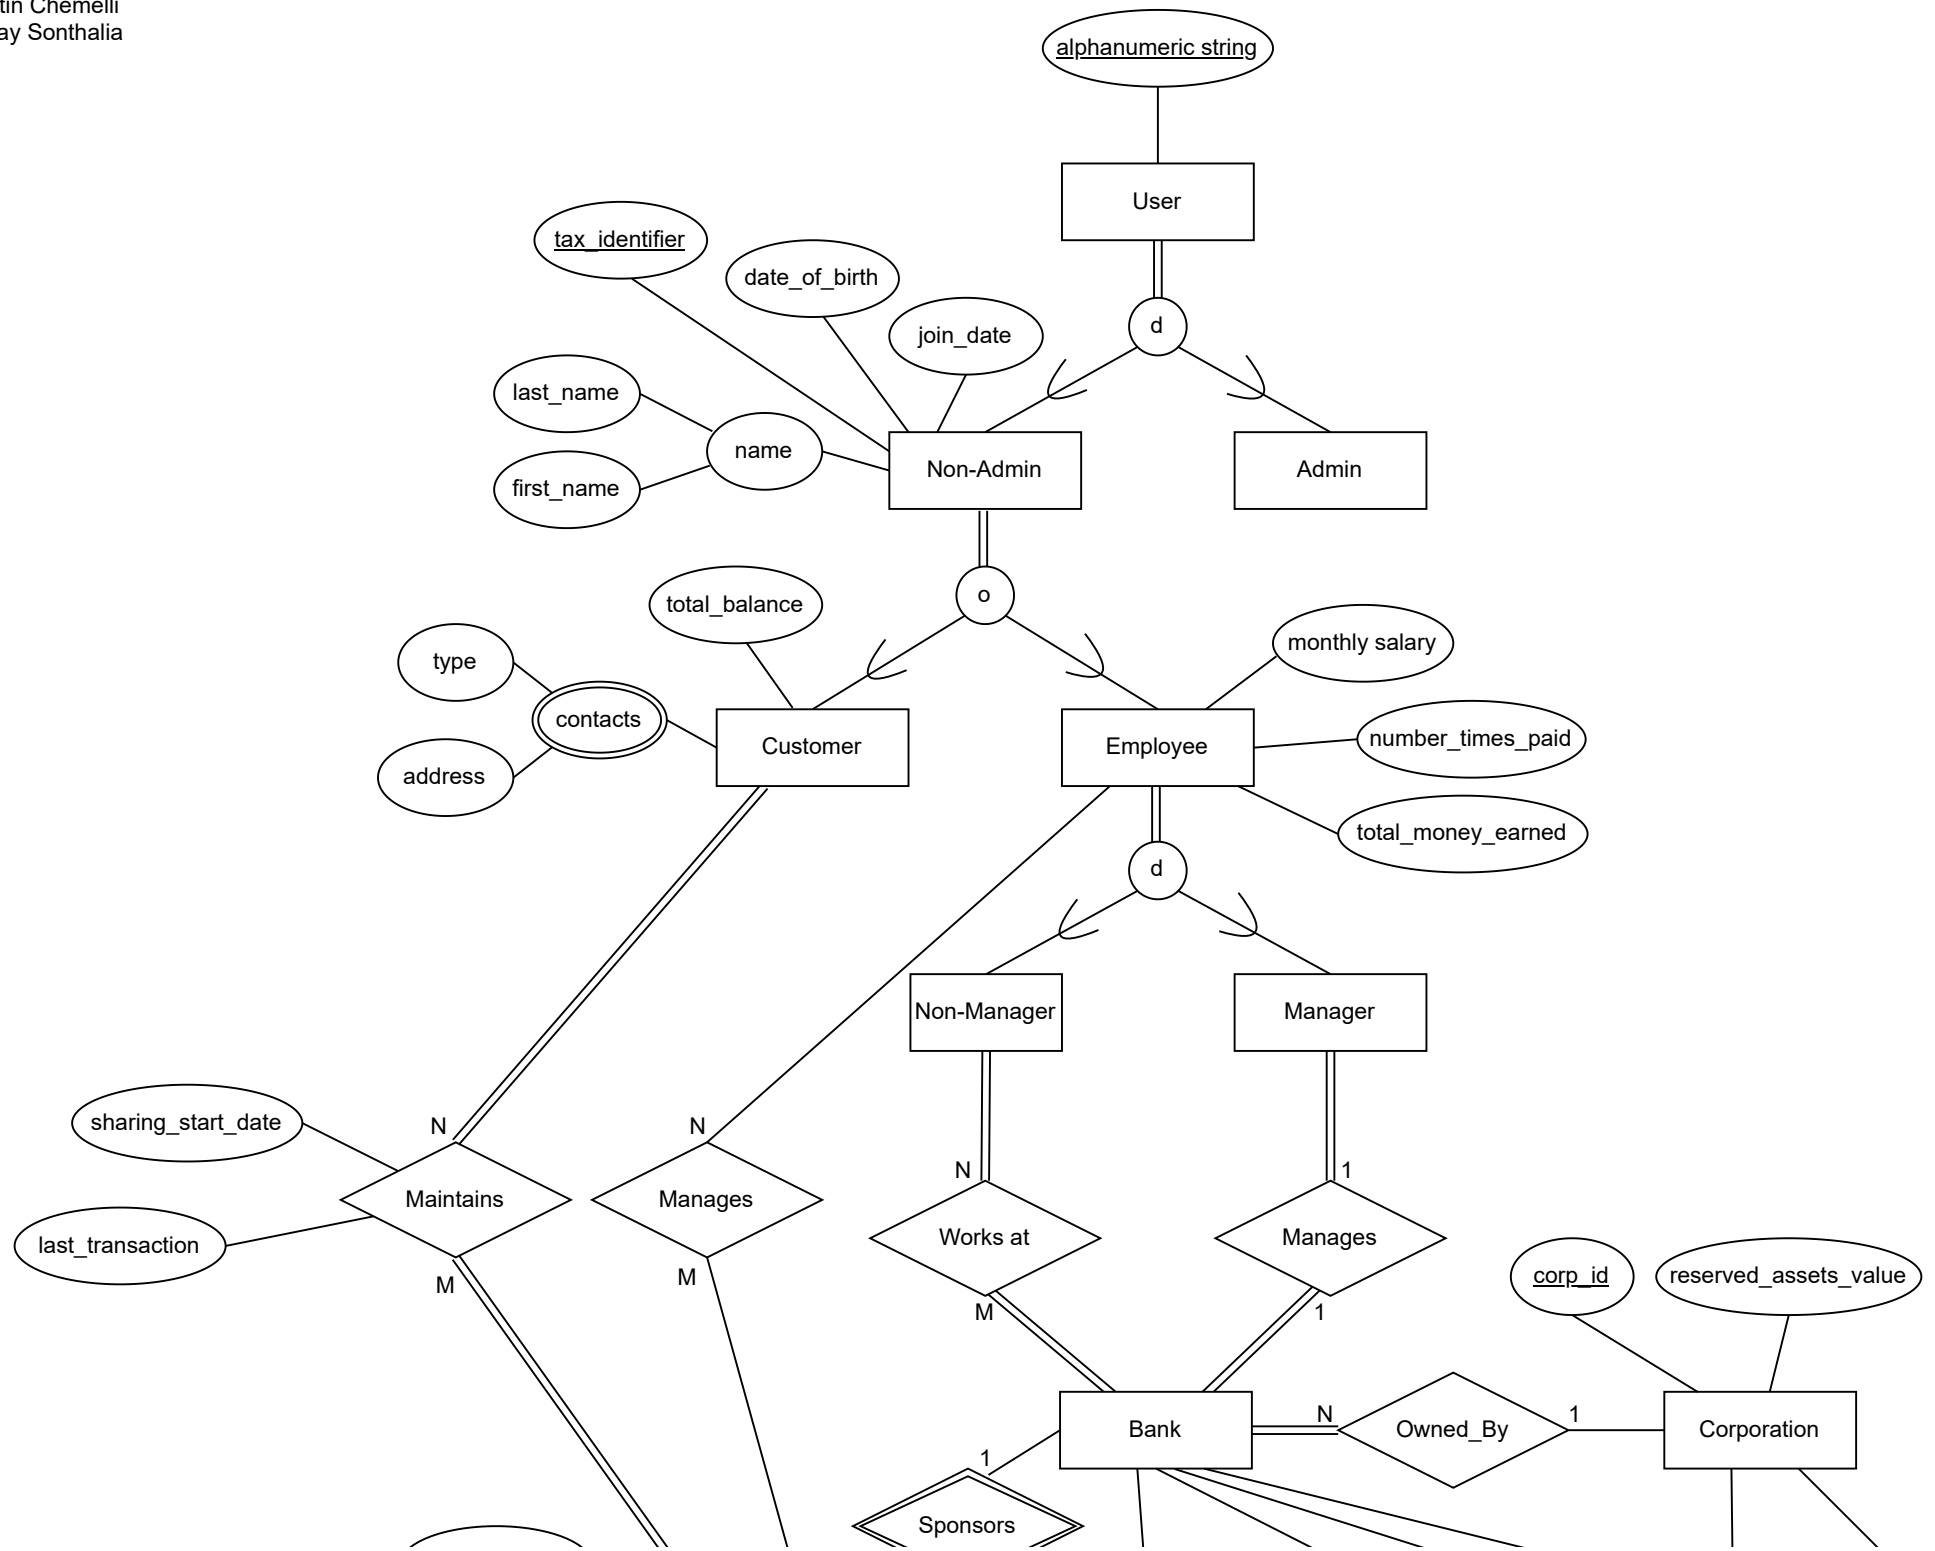 tin Chemelli
ay Sonthalia
alphanumeric string
User
tax_identifier
date_of_birth
join_date
d
last_name
first_name
name
Non-Admin
Admin
total_balance
o
monthly salary
type
contacts
address
Customer
Employee
number_times_paid
total_money_earned
d
Non-Manager
Manager
sharing_start_date
N
N
N
1
Maintains
Manages
Works at
Manages
last_transaction
M
M
M
1
corp_id
reserved_assets_value
Bank
N
Owned_By
1
Corporation
1
Sponsors